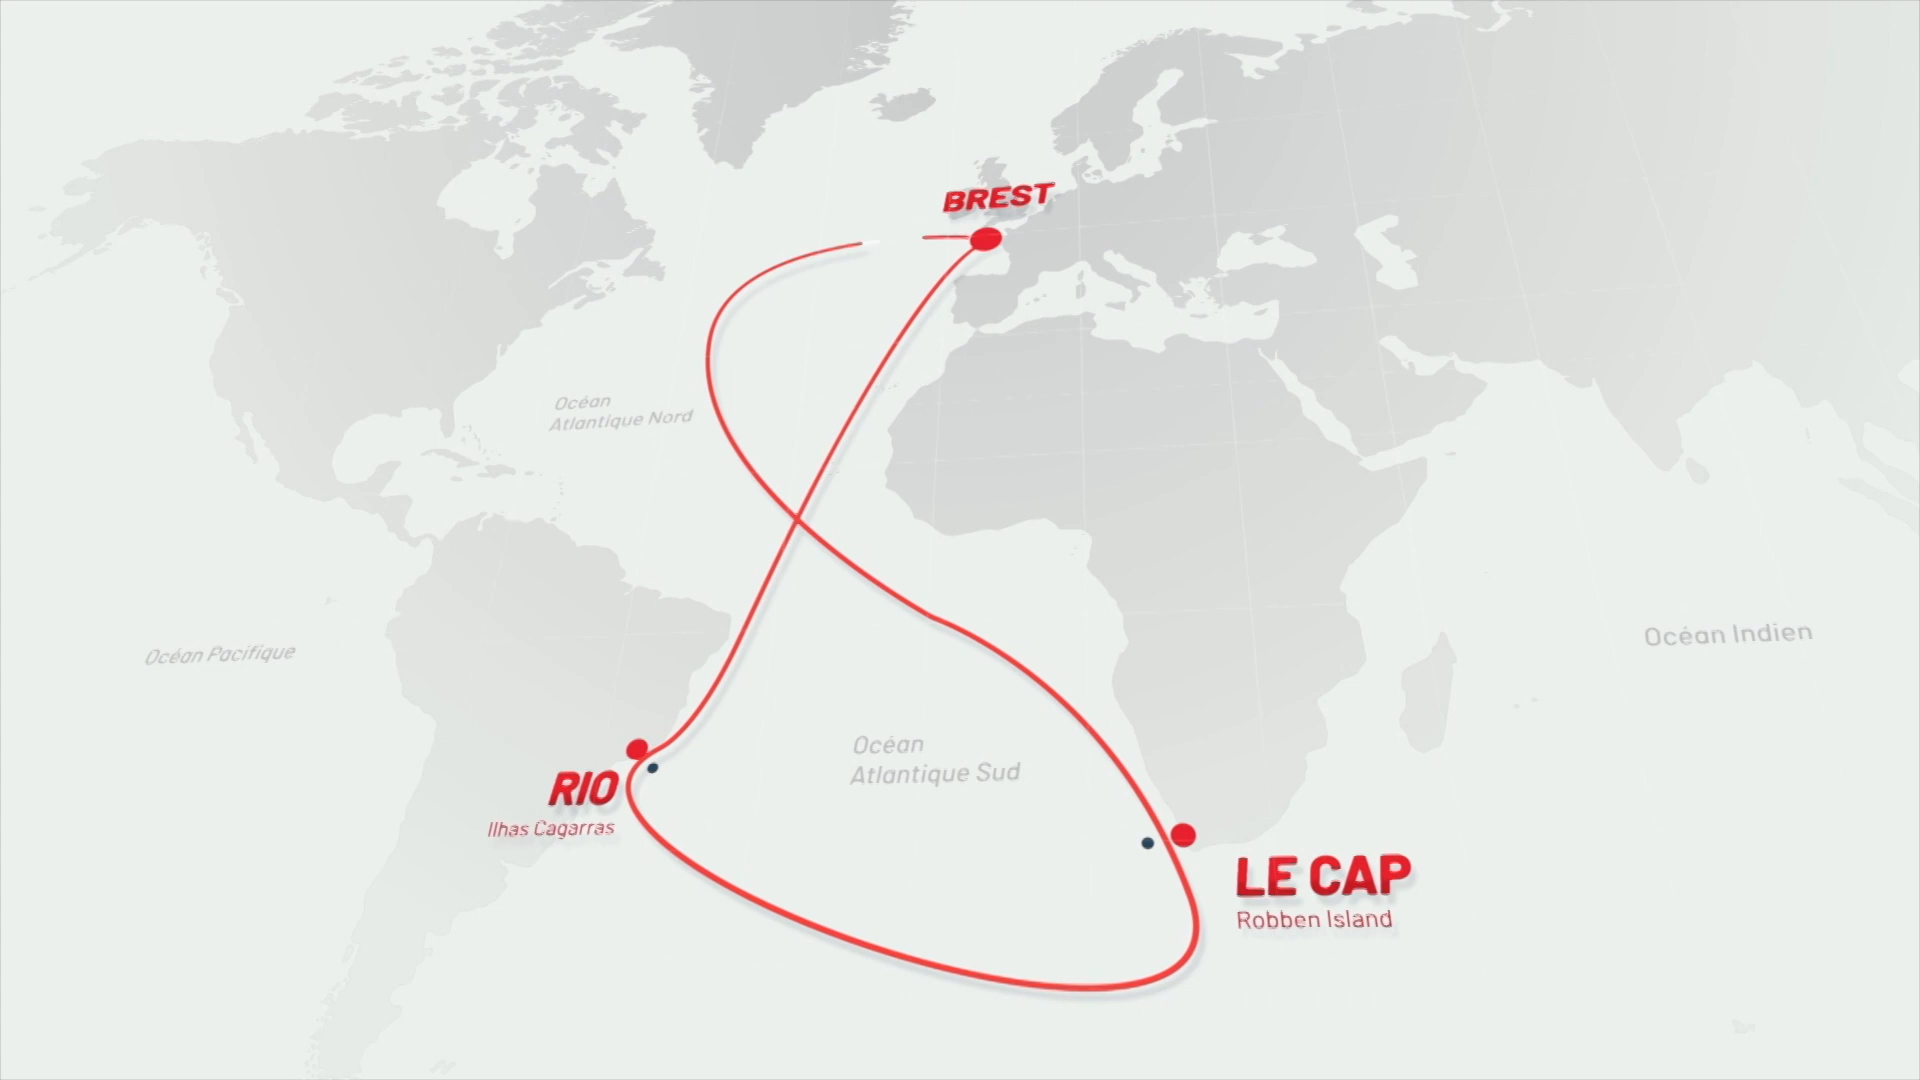 BREST
Océan
Atlantique Nord
Océan Pacifique
Océan Indien
Océan
Atlantique Sud
RIO
Ilhas Cagarras
LE CAP
Robben Island